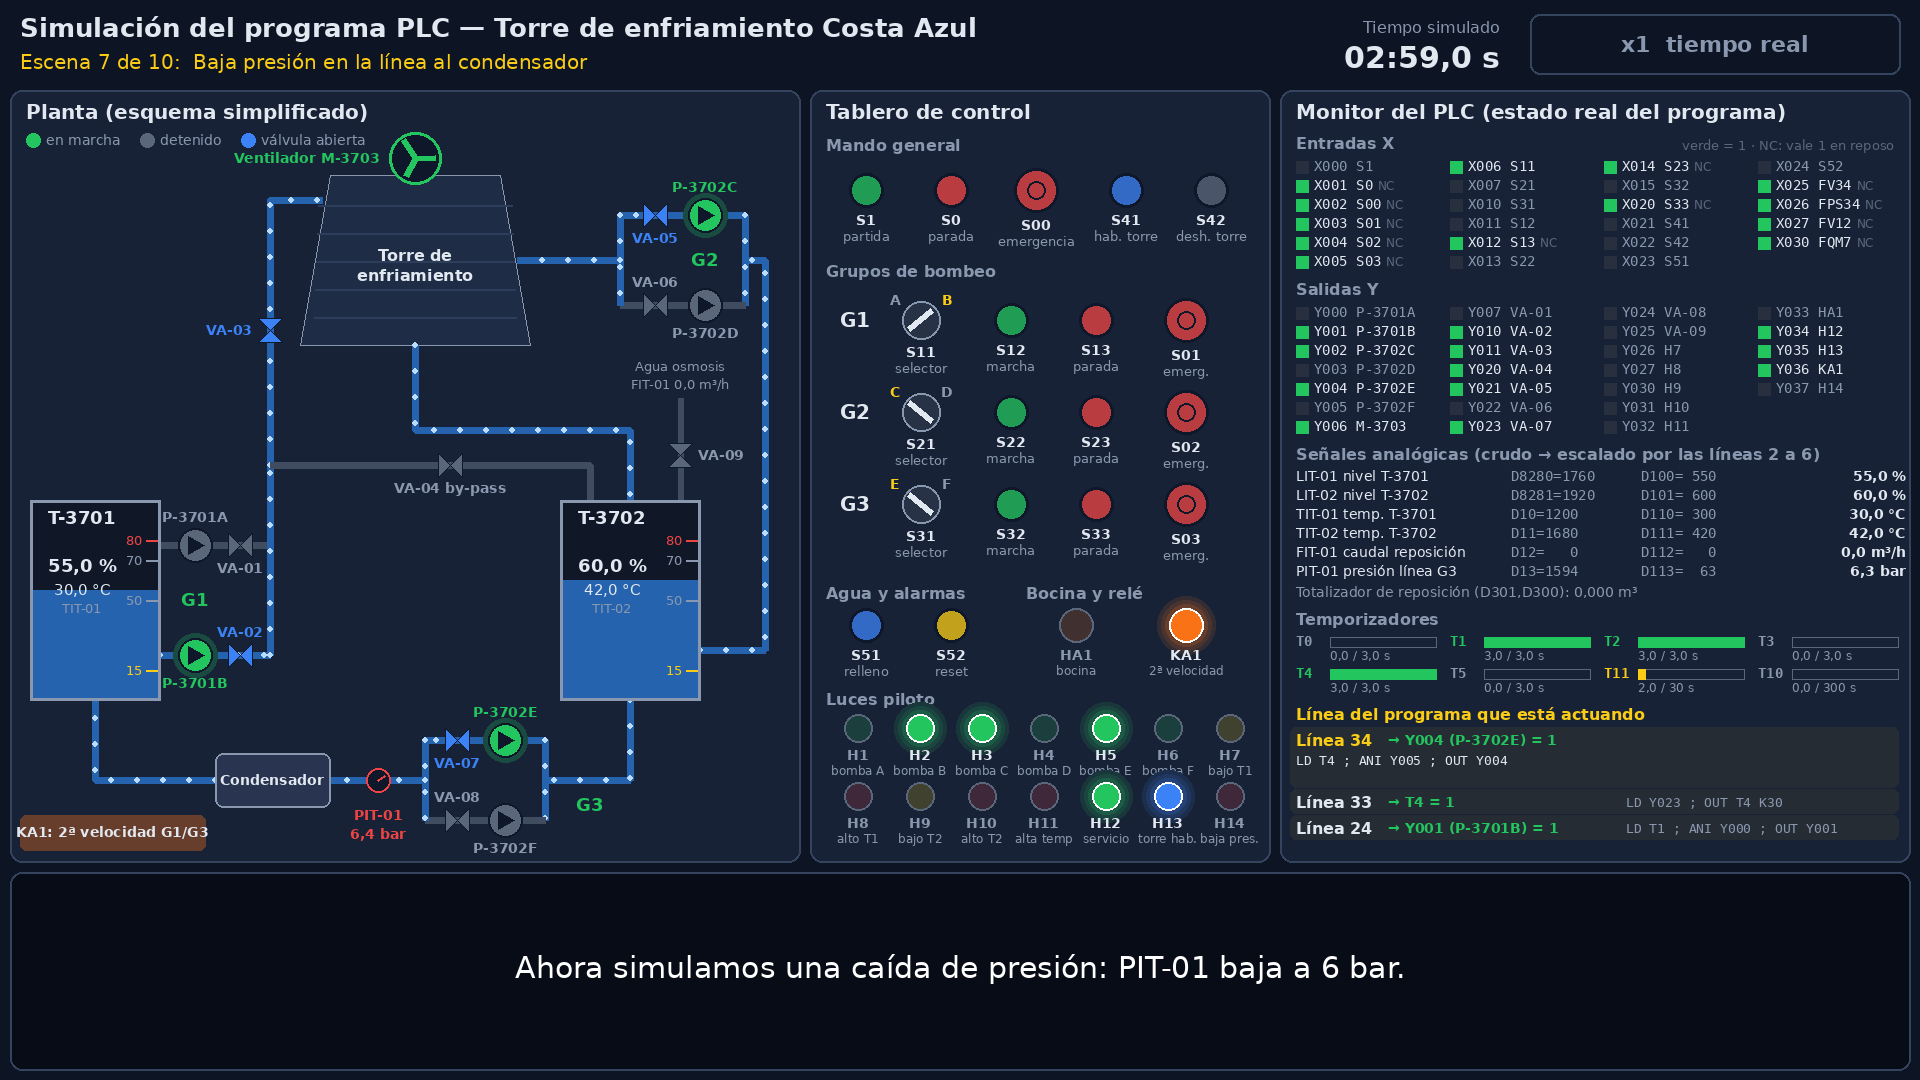 Simulación del programa PLC — Torre de enfriamiento Costa Azul
Escena 7 de 10:  Baja presión en la línea al condensador
Tiempo simulado
02:59,0 s
x1  tiempo real
Planta (esquema simplificado)
en marcha
detenido
válvula abierta
Ventilador M-3703
Torre de
enfriamiento
VA-03
P-3702C
VA-05
G2
VA-06
P-3702D
Agua osmosis
FIT-01 0,0 m³/h
VA-09
VA-04 by-pass
T-3701
80
70
55,0 %
30,0 °C
TIT-01
50
15
P-3701A
VA-01
G1
VA-02
P-3701B
T-3702
80
70
60,0 %
42,0 °C
TIT-02
50
15
P-3702E
VA-07
VA-08
G3
P-3702F
Condensador
PIT-01
6,4 bar
KA1: 2ª velocidad G1/G3
Tablero de control
Mando general
S1
partida
S0
parada
S00
emergencia
S41
hab. torre
S42
desh. torre
Grupos de bombeo
G1
A
B
S11
selector
S12
marcha
S13
parada
S01
emerg.
G2
C
D
S21
selector
S22
marcha
S23
parada
S02
emerg.
G3
E
F
S31
selector
S32
marcha
S33
parada
S03
emerg.
Agua y alarmas
S51
relleno
S52
reset
Bocina y relé
HA1
bocina
KA1
2ª velocidad
Luces piloto
H1
bomba A
H2
bomba B
H3
bomba C
H4
bomba D
H5
bomba E
H6
bomba F
H7
bajo T1
H8
alto T1
H9
bajo T2
H10
alto T2
H11
alta temp
H12
servicio
H13
torre hab.
H14
baja pres.
Monitor del PLC (estado real del programa)
Entradas X
verde = 1 · NC: vale 1 en reposo
X000 S1
X006 S11
X014 S23 NC
X024 S52
X001 S0 NC
X007 S21
X015 S32
X025 FV34 NC
X002 S00 NC
X010 S31
X020 S33 NC
X026 FPS34 NC
X003 S01 NC
X011 S12
X021 S41
X027 FV12 NC
X004 S02 NC
X012 S13 NC
X022 S42
X030 FQM7 NC
X005 S03 NC
X013 S22
X023 S51
Salidas Y
Y000 P-3701A
Y007 VA-01
Y024 VA-08
Y033 HA1
Y001 P-3701B
Y010 VA-02
Y025 VA-09
Y034 H12
Y002 P-3702C
Y011 VA-03
Y026 H7
Y035 H13
Y003 P-3702D
Y020 VA-04
Y027 H8
Y036 KA1
Y004 P-3702E
Y021 VA-05
Y030 H9
Y037 H14
Y005 P-3702F
Y022 VA-06
Y031 H10
Y006 M-3703
Y023 VA-07
Y032 H11
Señales analógicas (crudo → escalado por las líneas 2 a 6)
LIT-01 nivel T-3701 D8280=1760 D100= 550 55,0 %
LIT-02 nivel T-3702 D8281=1920 D101= 600 60,0 %
TIT-01 temp. T-3701 D10=1200 D110= 300 30,0 °C
TIT-02 temp. T-3702 D11=1680 D111= 420 42,0 °C
FIT-01 caudal reposición D12=   0 D112=   0 0,0 m³/h
PIT-01 presión línea G3 D13=1594 D113=  63 6,3 bar
Totalizador de reposición (D301,D300): 0,000 m³
Temporizadores
T0
0,0 / 3,0 s
T1
3,0 / 3,0 s
T2
3,0 / 3,0 s
T3
0,0 / 3,0 s
T4
3,0 / 3,0 s
T5
0,0 / 3,0 s
T11
2,0 / 30 s
T10
0,0 / 300 s
Línea del programa que está actuando
Línea 34 → Y004 (P-3702E) = 1
LD T4 ; ANI Y005 ; OUT Y004
Línea 33 → T4 = 1 LD Y023 ; OUT T4 K30
Línea 24 → Y001 (P-3701B) = 1 LD T1 ; ANI Y000 ; OUT Y001
Ahora simulamos una caída de presión: PIT-01 baja a 6 bar.